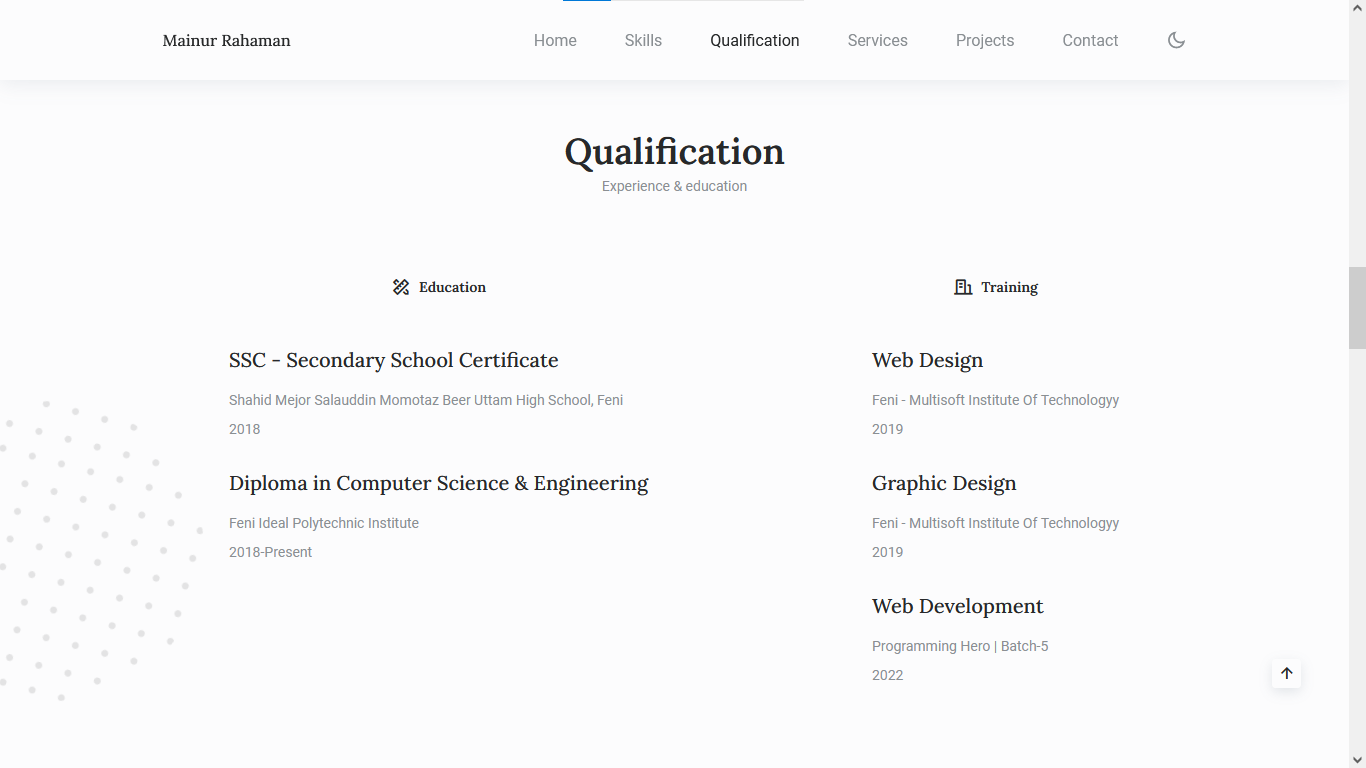 Mainur Rahaman
Home
Skills
Qualification
Services
Projects
Contact
Qualification
Experience & education
Education
SSC - Secondary School Certificate
Shahid Mejor Salauddin Momotaz Beer Uttam High School, Feni
2018
Diploma in Computer Science & Engineering
Feni Ideal Polytechnic Institute
2018-Present
Training
Web Design
Feni - Multisoft Institute Of Technologyy
2019
Graphic Design
Feni - Multisoft Institute Of Technologyy
2019
Web Development
Programming Hero | Batch-5
2022